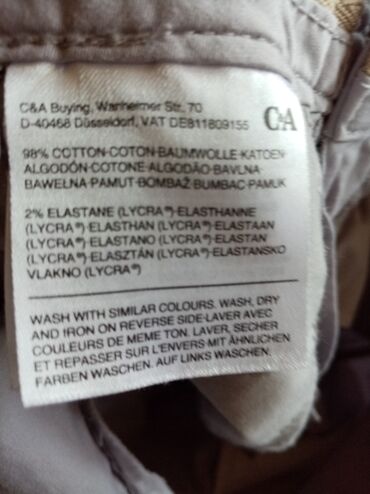 C&A Buying, Wanheimer Str. 70
D-40468 Düsseldorf, VAT DE811809155
C&A
98% COTTON-COTON-BAUMWOLLE-KATOEN-
ALGODÓN-COTONE-ALGODÃO-BAVLNA-
BAWEŁNA-PAMUT-BOMBAŽ-BUMBAC-PAMUK
2% ELASTANE (LYCRA®)-ELASTHANNE
(LYCRA®)-ELASTHAN (LYCRA®)-ELASTAAN
(LYCRA®)-ELASTANO (LYCRA®)-ELASTAN
(LYCRA®)-ELASZTÁN (LYCRA®)-ELASTANSKO
VLAKNO (LYCRA®)
WASH WITH SIMILAR COLOURS. WASH, DRY
AND IRON ON REVERSE SIDE-LAVER AVEC
COULEURS DE MEME TON. LAVER, SECHER
ET REPASSER SUR L'ENVERS-MIT ÄHNLICHEN
FARBEN WASCHEN. AUF LINKS WASCHEN,